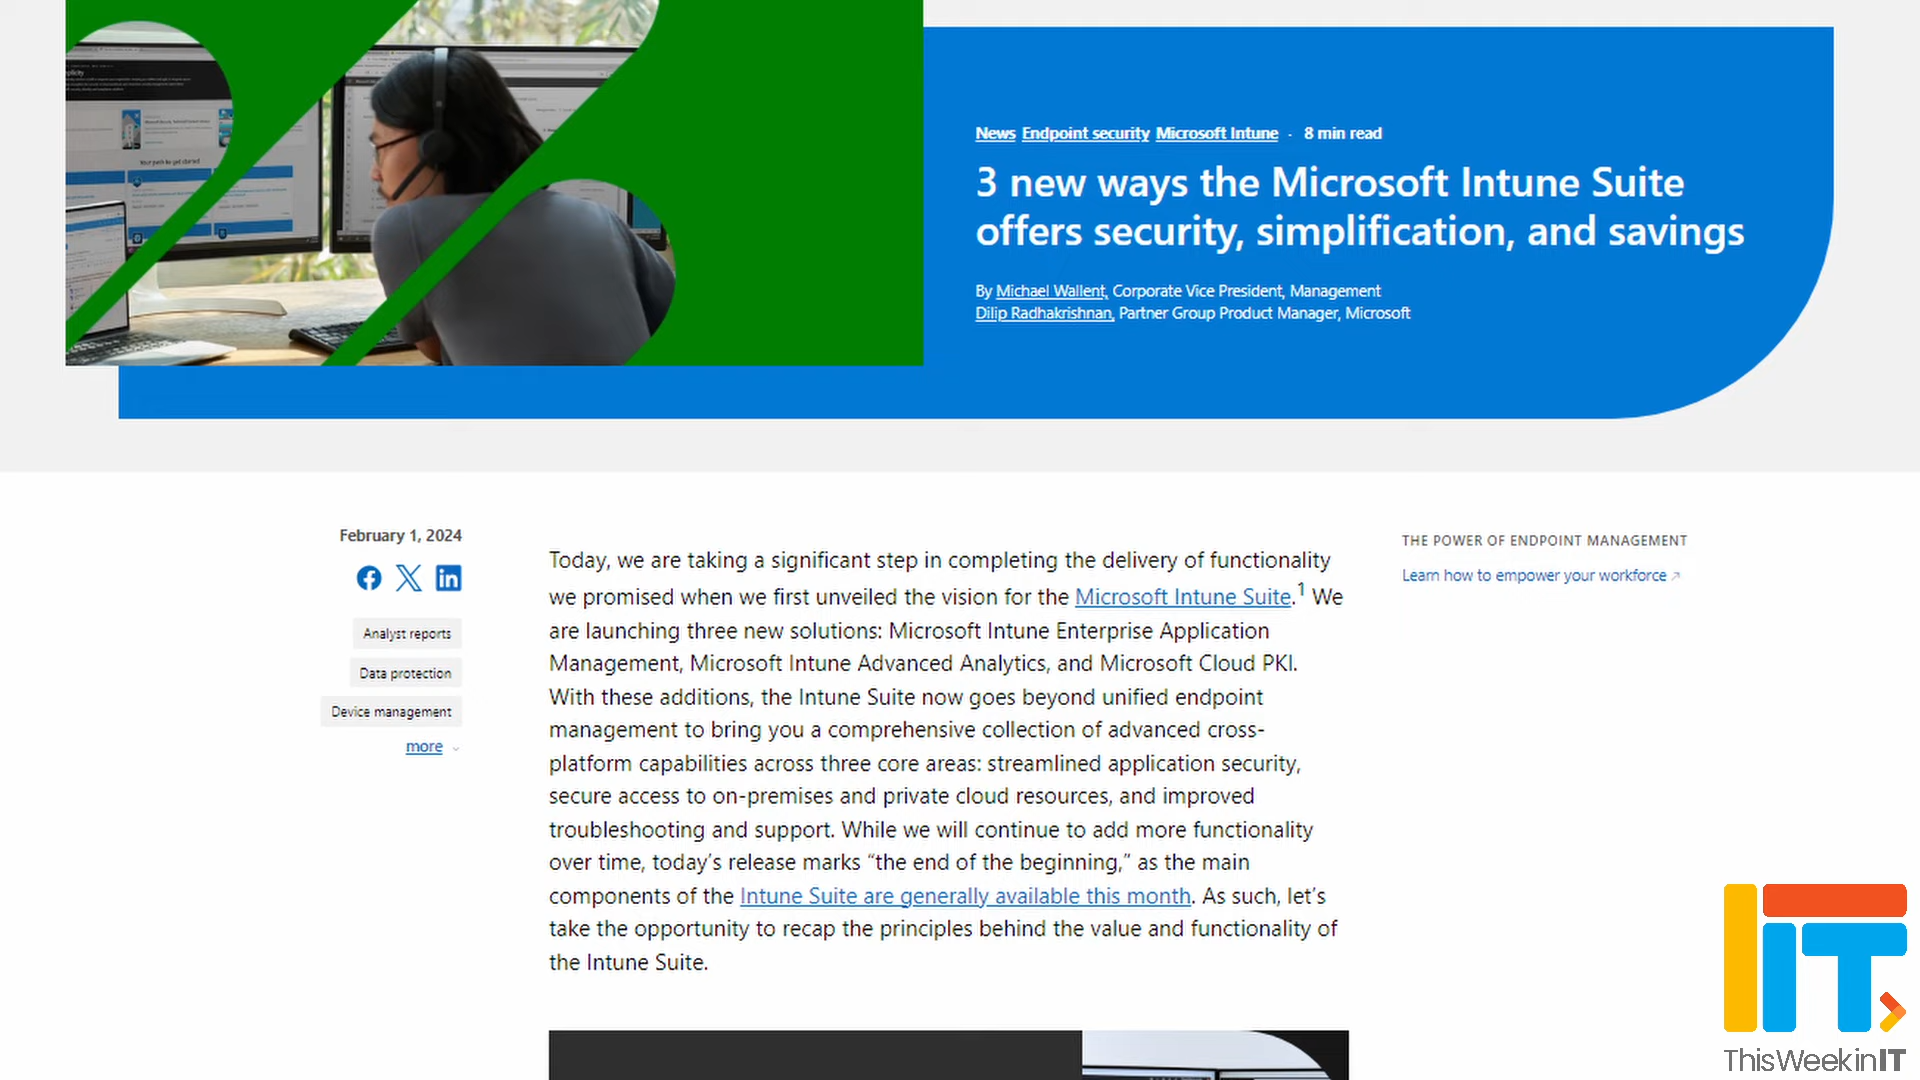 Your path to get started
News Endpoint security Microsoft Intune · 8 min read
3 new ways the Microsoft Intune Suite
offers security, simplification, and savings
By Michael Wallent, Corporate Vice President, Management
Dilip Radhakrishnan, Partner Group Product Manager, Microsoft
February 1, 2024
Analyst reports
Data protection
Device management
more
Today, we are taking a significant step in completing the delivery of functionality
we promised when we first unveiled the vision for the Microsoft Intune Suite.1 We
are launching three new solutions: Microsoft Intune Enterprise Application
Management, Microsoft Intune Advanced Analytics, and Microsoft Cloud PKI.
With these additions, the Intune Suite now goes beyond unified endpoint
management to bring you a comprehensive collection of advanced cross-
platform capabilities across three core areas: streamlined application security,
secure access to on-premises and private cloud resources, and improved
troubleshooting and support. While we will continue to add more functionality
over time, today’s release marks “the end of the beginning,” as the main
components of the Intune Suite are generally available this month. As such, let’s
take the opportunity to recap the principles behind the value and functionality of
the Intune Suite.
THE POWER OF ENDPOINT MANAGEMENT
Learn how to empower your workforce
IT
ThisWeekinIT